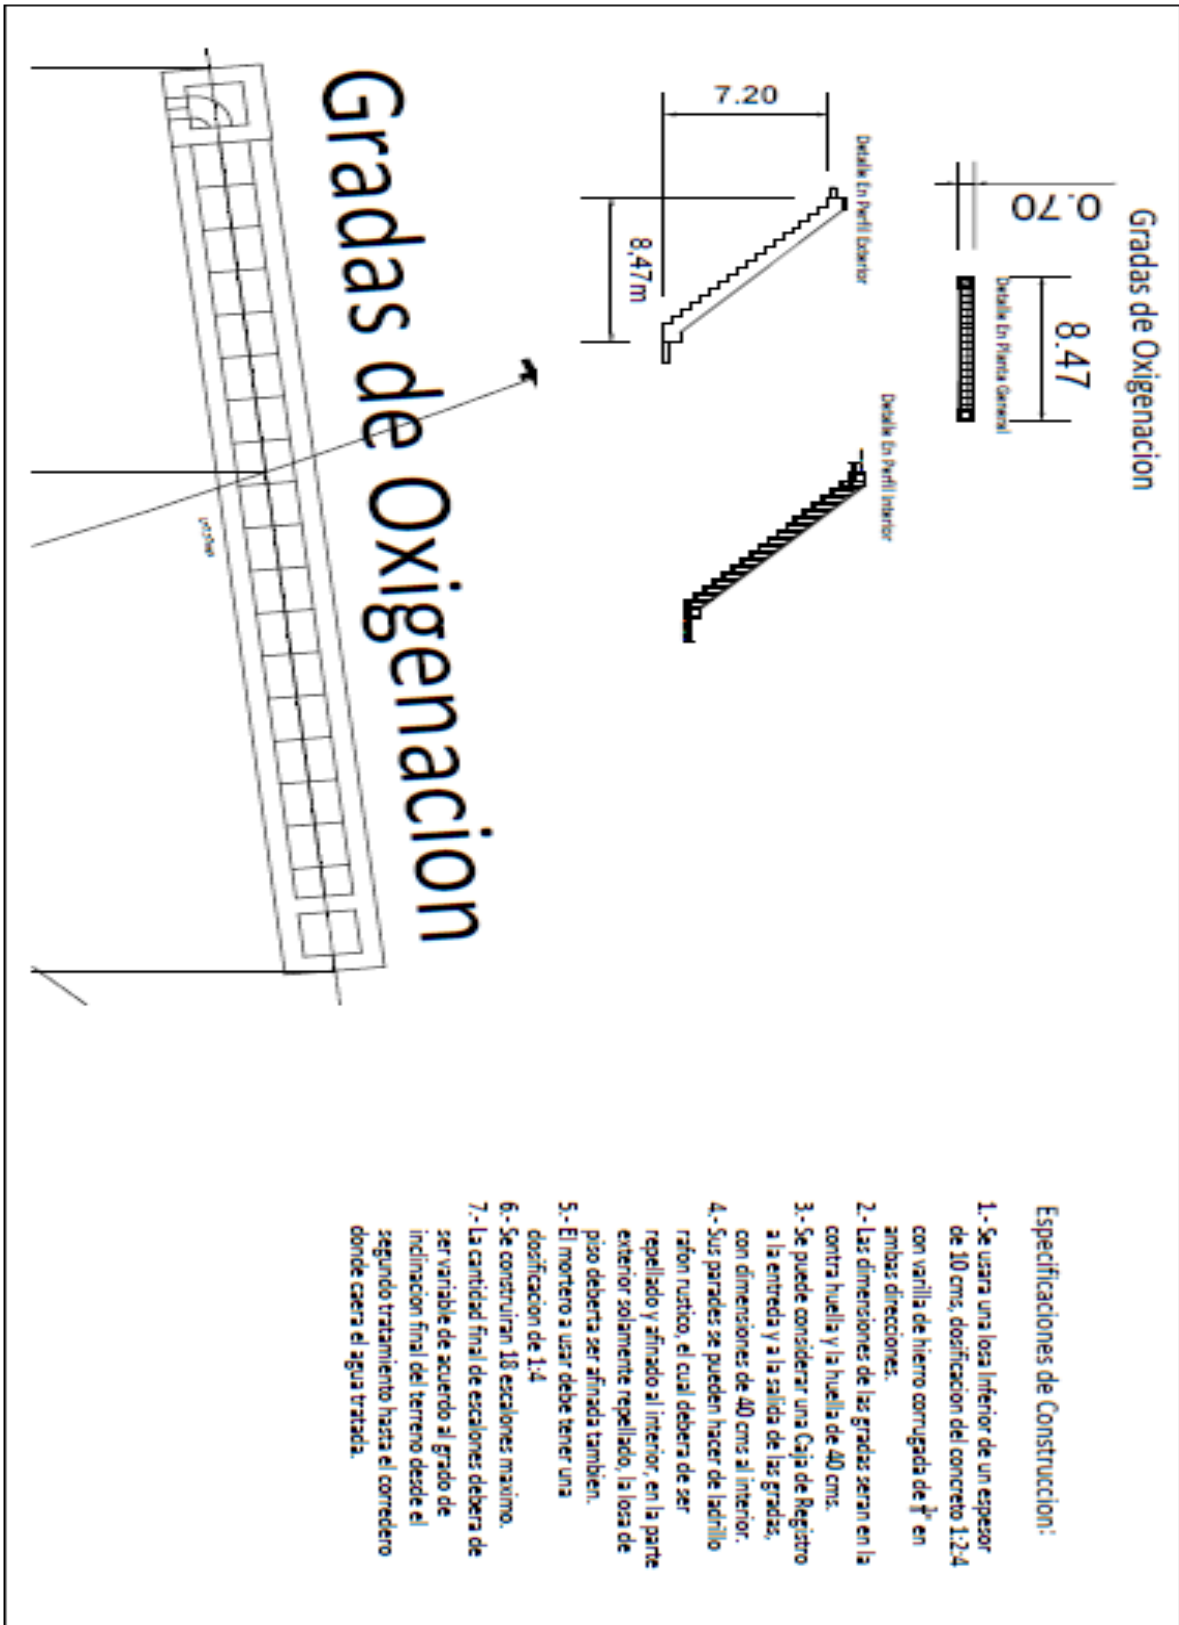 Gradas de Oxigenacion
0.70
8.47
Detalle En Planta General
Detalle En Perfil Exterior
7.20
8,47m
Detalle En Perfil Interior
Gradas de Oxigenacion
Especificaciones de Construccion:
1.- Se usara una losa Inferior de un espesor
de 10 cms, dosificacion del concreto 1:2:4
con varilla de hierro corrugada de en
ambas direcciones.
2.- Las dimensiones de las gradas seran en la
contra huella y la huella de 40 cms.
3.- Se puede considerar una Caja de Registro
a la entreda y a la salida de las gradas,
con dimensiones de 40 cms al interior.
4.- Sus parades se pueden hacer de ladrillo
rafon rustico, el cual debera de ser
repellado y afinado al interior, en la parte
exterior solamente repellado, la losa de
piso deberta ser afinada tambien.
5.- El mortero a usar debe tener una
dosificacion de 1:4
6.- Se construiran 18 escalones maximo.
7.- La cantidad final de escalones debera de
ser variable de acuerdo al grado de
inclinacion final del terreno desde el
segundo tratamiento hasta el corredero
donde caera el agua tratada.